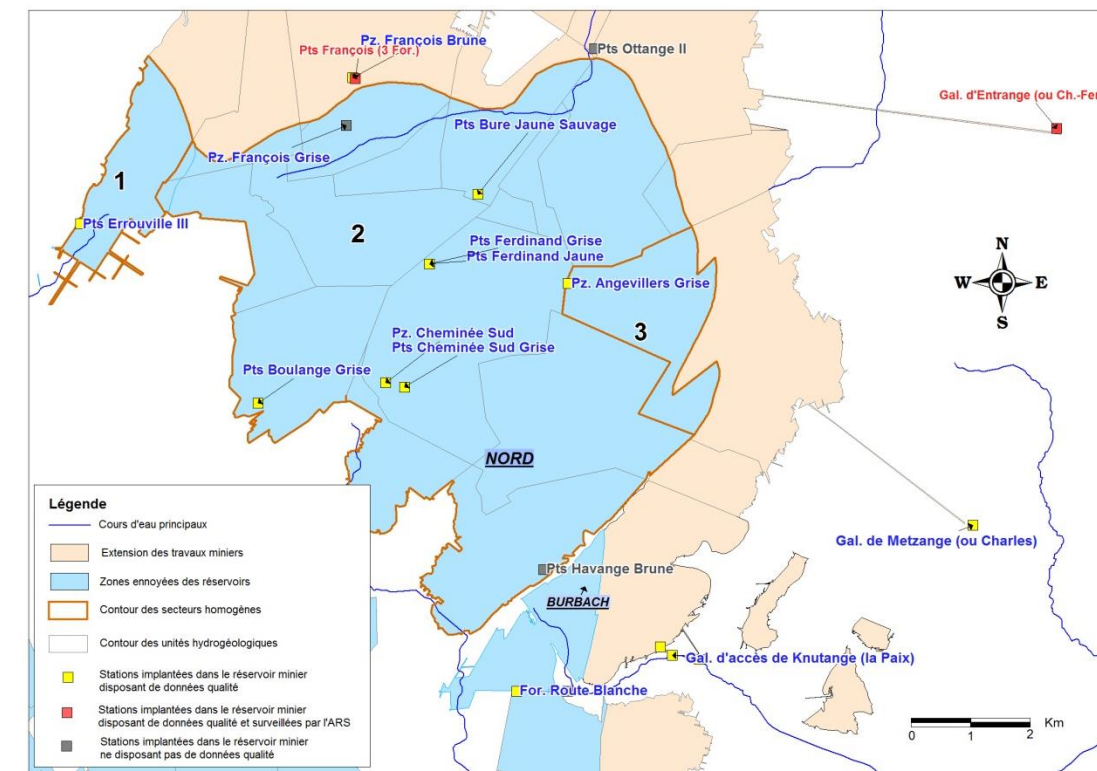 Pz. François Brune
Pts François (3 For.)
Pts Ottange II
Gal. d'Entrange (ou Ch.-Fer
Pts Bure Jaune Sauvage
Pz. François Grise
1
Pts Errouville III
2
Pts Ferdinand Grise
Pts Ferdinand Jaune
N
W
E
S
Pz. Angevillers Grise
3
Pz. Cheminée Sud
Pts Cheminée Sud Grise
Pts Boulange Grise
NORD
Gal. de Metzange (ou Charles)
Pts Havange Brune
BURBACH
Gal. d'accès de Knutange (la Paix)
For. Route Blanche
Légende
Cours d'eau principaux
Extension des travaux miniers
Zones ennoyées des réservoirs
Contour des secteurs homogènes
Contour des unités hydrogéologiques
Stations implantées dans le réservoir minier
disposant de données qualité
Stations implantées dans le réservoir minier
disposant de données qualité et surveillées par l'ARS
Stations implantées dans le réservoir minier
ne disposant pas de données qualité
Km
0 1 2